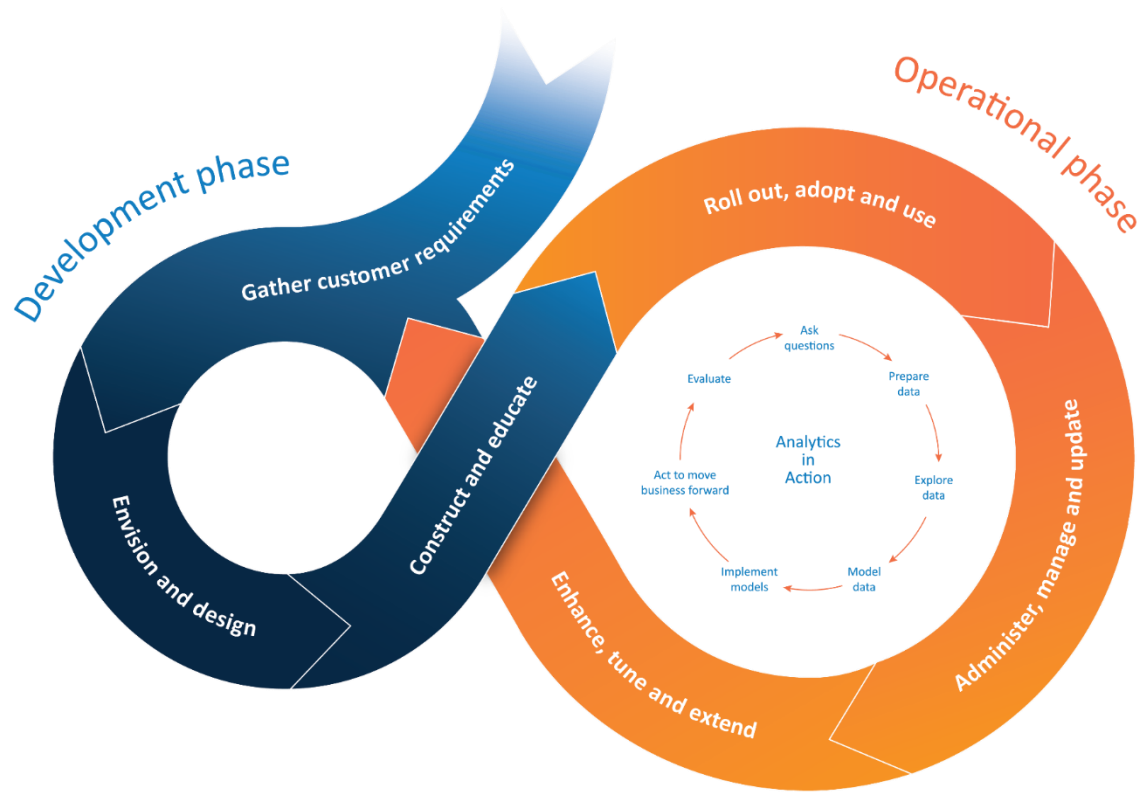 Development phase
Gather customer requirements
Envision and design
Construct and educate
Operational phase
Roll out, adopt and use
Administer, manage and update
Enhance, tune and extend
Analytics
in
Action
Ask
questions
Prepare
data
Explore
data
Model
data
Implement
models
Act to move
business forward
Evaluate